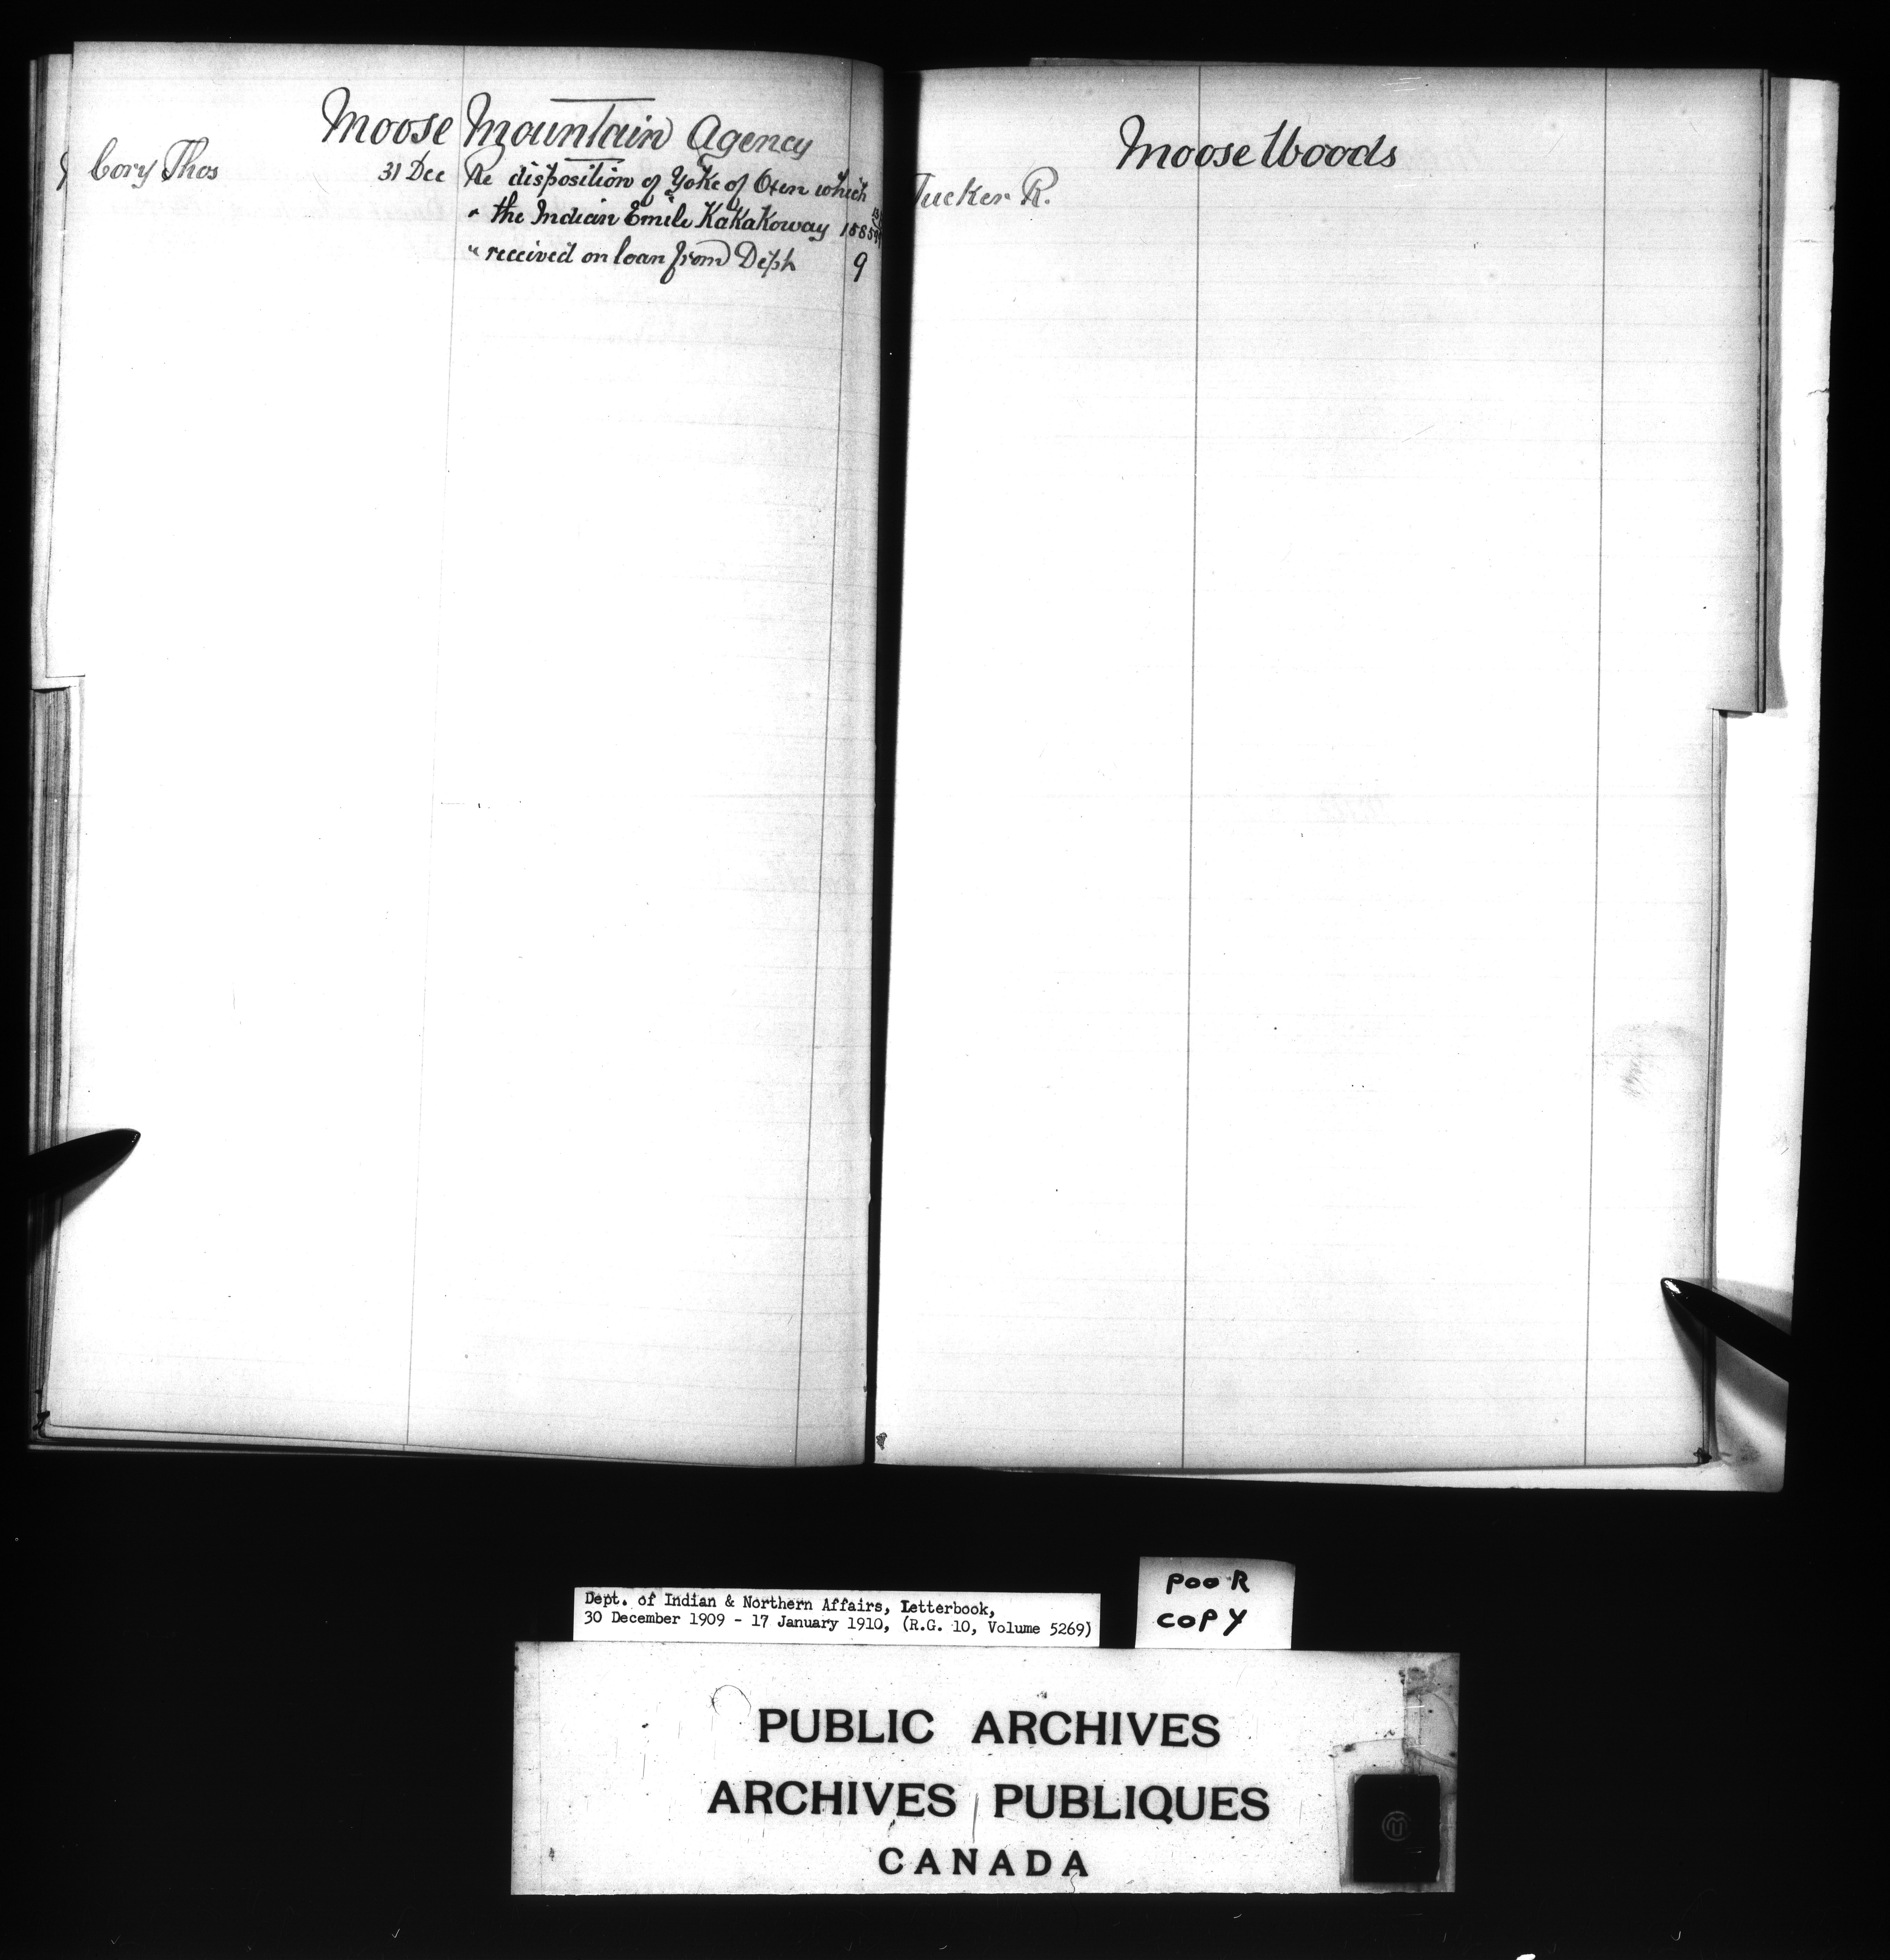 Moose Mountain Agency
Cory Thos 31 Dec Re disposition of Yoke of Oxen which
" the Indian Emile Kakakoway
" received on loan from Dept 9
Moose Woods
Tucker R.
Dept. of Indian & Northern Affairs, Letterbook,
30 December 1909 - 17 January 1910, (R.G. 10, Volume 5269)
POOR
COPY
PUBLIC ARCHIVES
ARCHIVES PUBLIQUES
CANADA